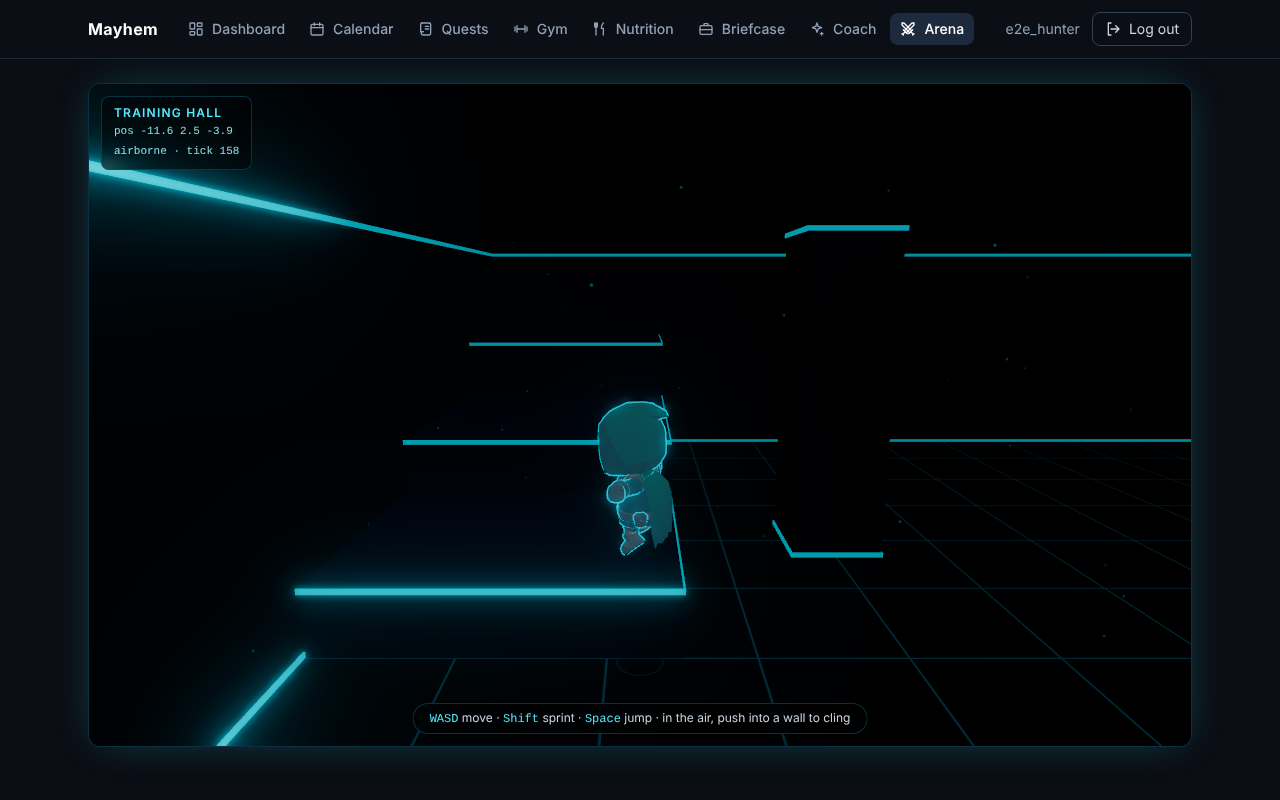 Mayhem Dashboard Calendar Quests Gym Nutrition Briefcase Coach Arena e2e_hunter Log out
TRAINING HALL
pos -11.6 2.5 -3.9
airborne · tick 158
WASD move · Shift sprint · Space jump · in the air, push into a wall to cling